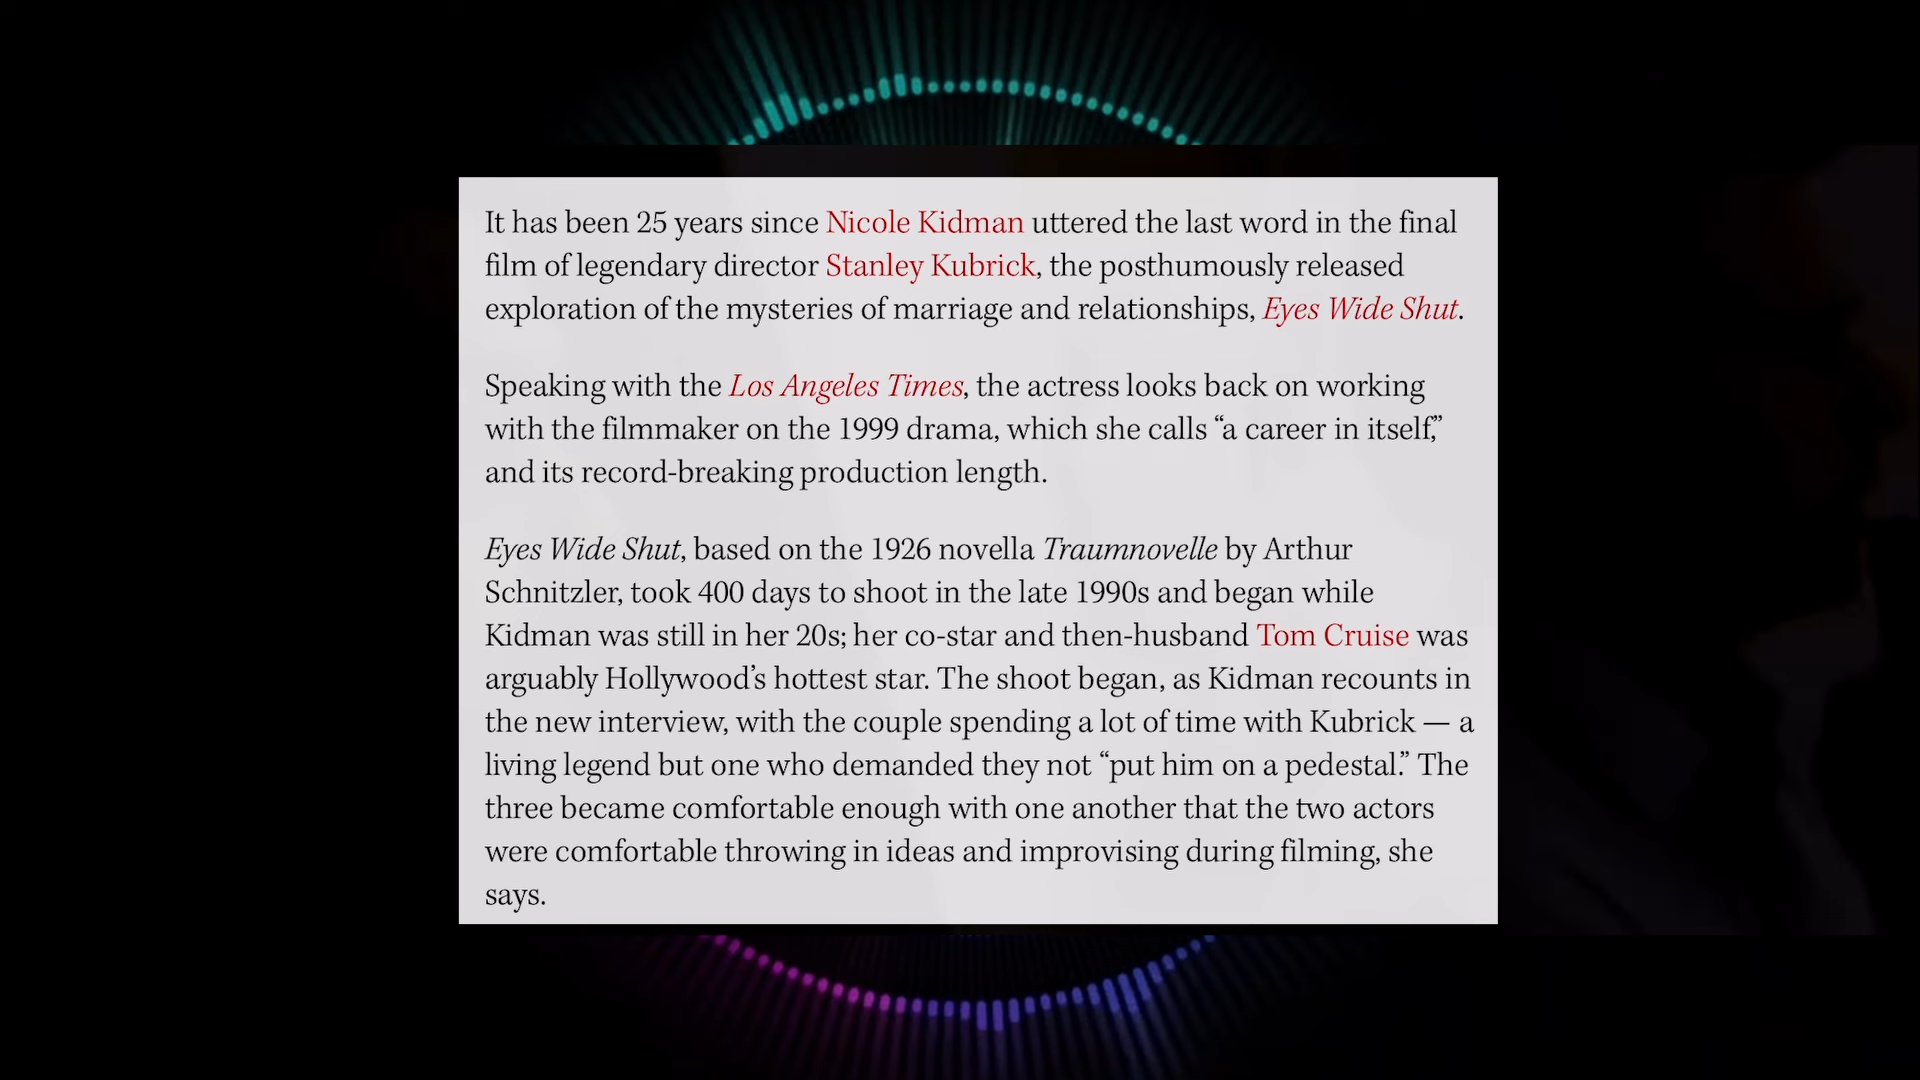 It has been 25 years since Nicole Kidman uttered the last word in the final
film of legendary director Stanley Kubrick, the posthumously released
exploration of the mysteries of marriage and relationships, Eyes Wide Shut.
Speaking with the Los Angeles Times, the actress looks back on working
with the filmmaker on the 1999 drama, which she calls “a career in itself,”
and its record-breaking production length.
Eyes Wide Shut, based on the 1926 novella Traumnovelle by Arthur
Schnitzler, took 400 days to shoot in the late 1990s and began while
Kidman was still in her 20s; her co-star and then-husband Tom Cruise was
arguably Hollywood’s hottest star. The shoot began, as Kidman recounts in
the new interview, with the couple spending a lot of time with Kubrick — a
living legend but one who demanded they not “put him on a pedestal.” The
three became comfortable enough with one another that the two actors
were comfortable throwing in ideas and improvising during filming, she
says.